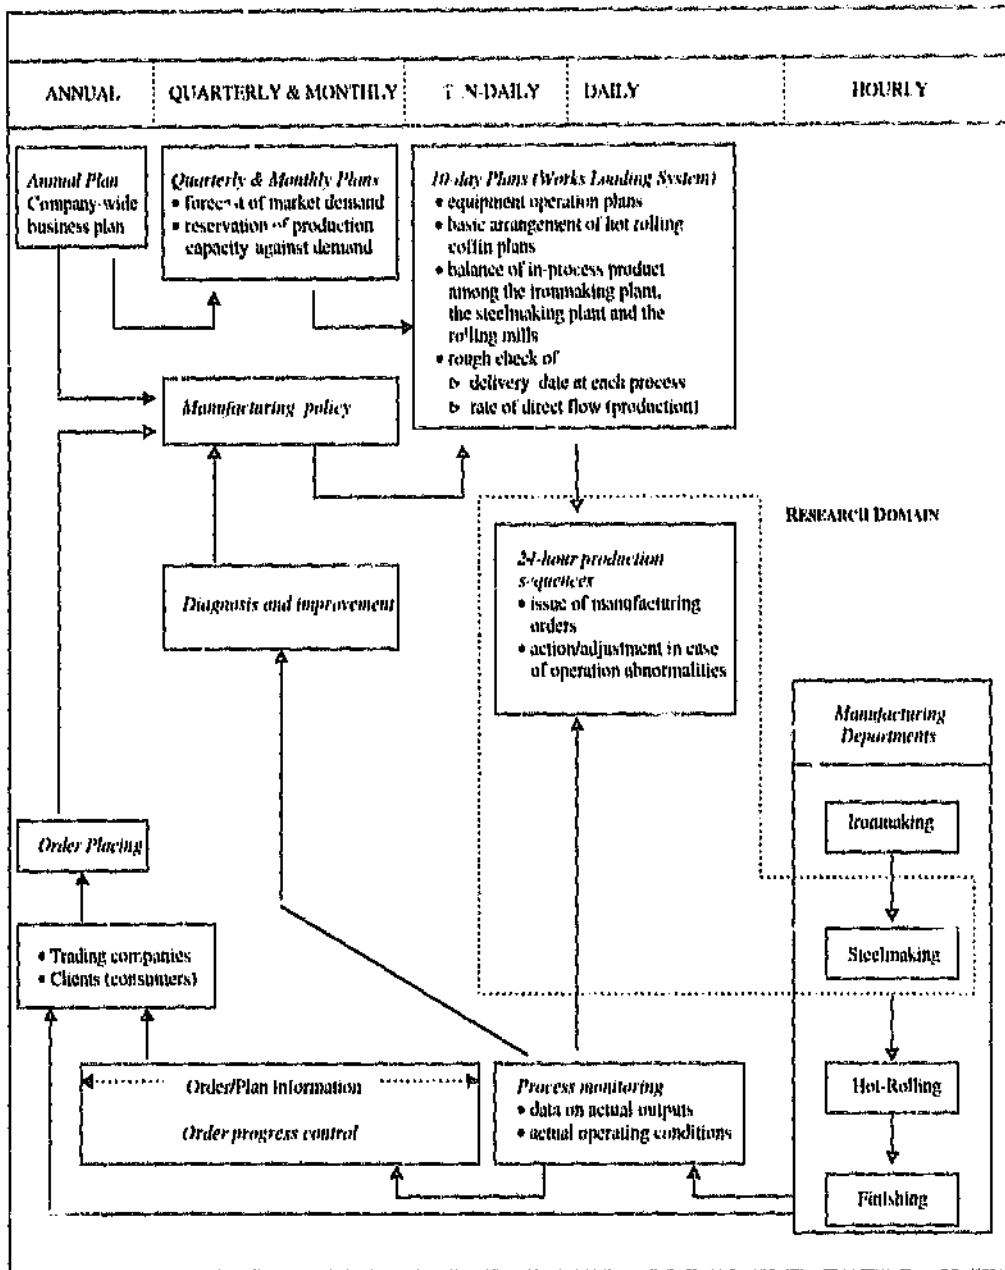 ANNUAL
QUARTERLY & MONTHLY
DAILY
HOURLY
Annual Plan
Company-wide
business plan
Quarterly & Monthly Plans
• forecast of market demand
• reservation of production
capacity against demand
10-day Plans (Works Loading System)
• equipment operation plans
• basic arrangement of hot rolling
coffin plans
• balance of in-process product
among the ironmaking plant,
the steelmaking plant and the
rolling mills
• rough check of
▹ delivery date at each process
▹ rate of direct flow (production)
Manufacturing policy
RESEARCH DOMAIN
24-hour production
sequences
• issue of manufacturing
orders
• action/adjustment in case
of operation abnormalities
Diagnosis and improvement
Manufacturing
Departments
Ironmaking
Order Placing
• Trading companies
• Clients (consumers)
Steelmaking
Order/Plan Information
Order progress control
Process monitoring
• data on actual outputs
• actual operating conditions
Hot-Rolling
Finishing